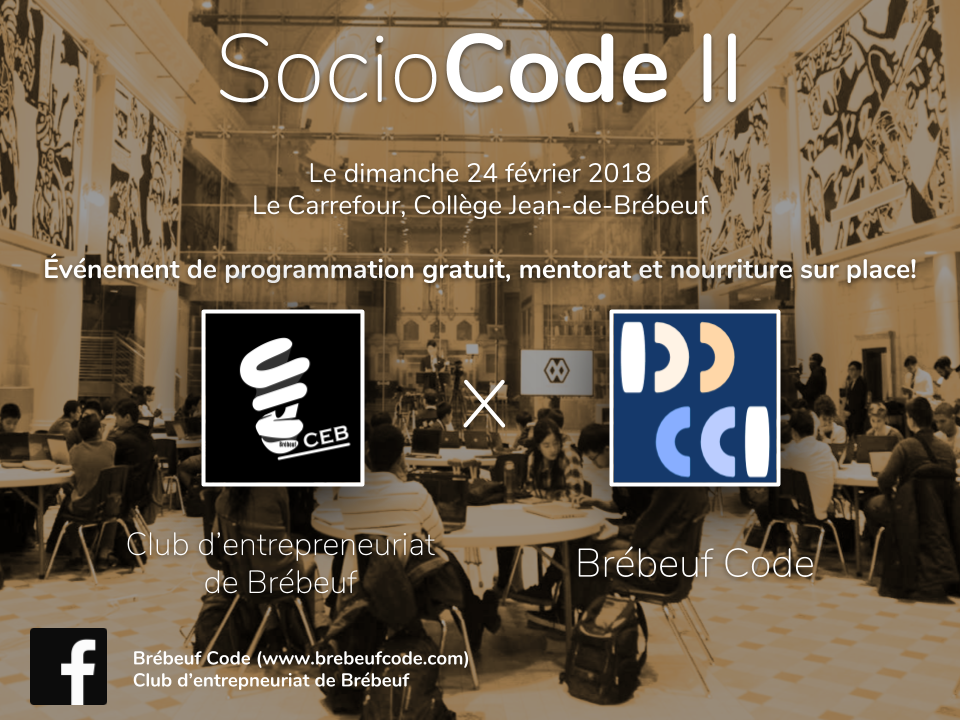 SocioCode II
Le dimanche 24 février 2018
Le Carrefour, Collège Jean-de-Brébeuf
Événement de programmation gratuit, mentorat et nourriture sur place!
Brébeuf
CEB
X
Club d'entrepreneuriat
de Brébeuf
Brébeuf Code
f
Brébeuf Code (www.brebeufcode.com)
Club d'entrepneuriat de Brébeuf